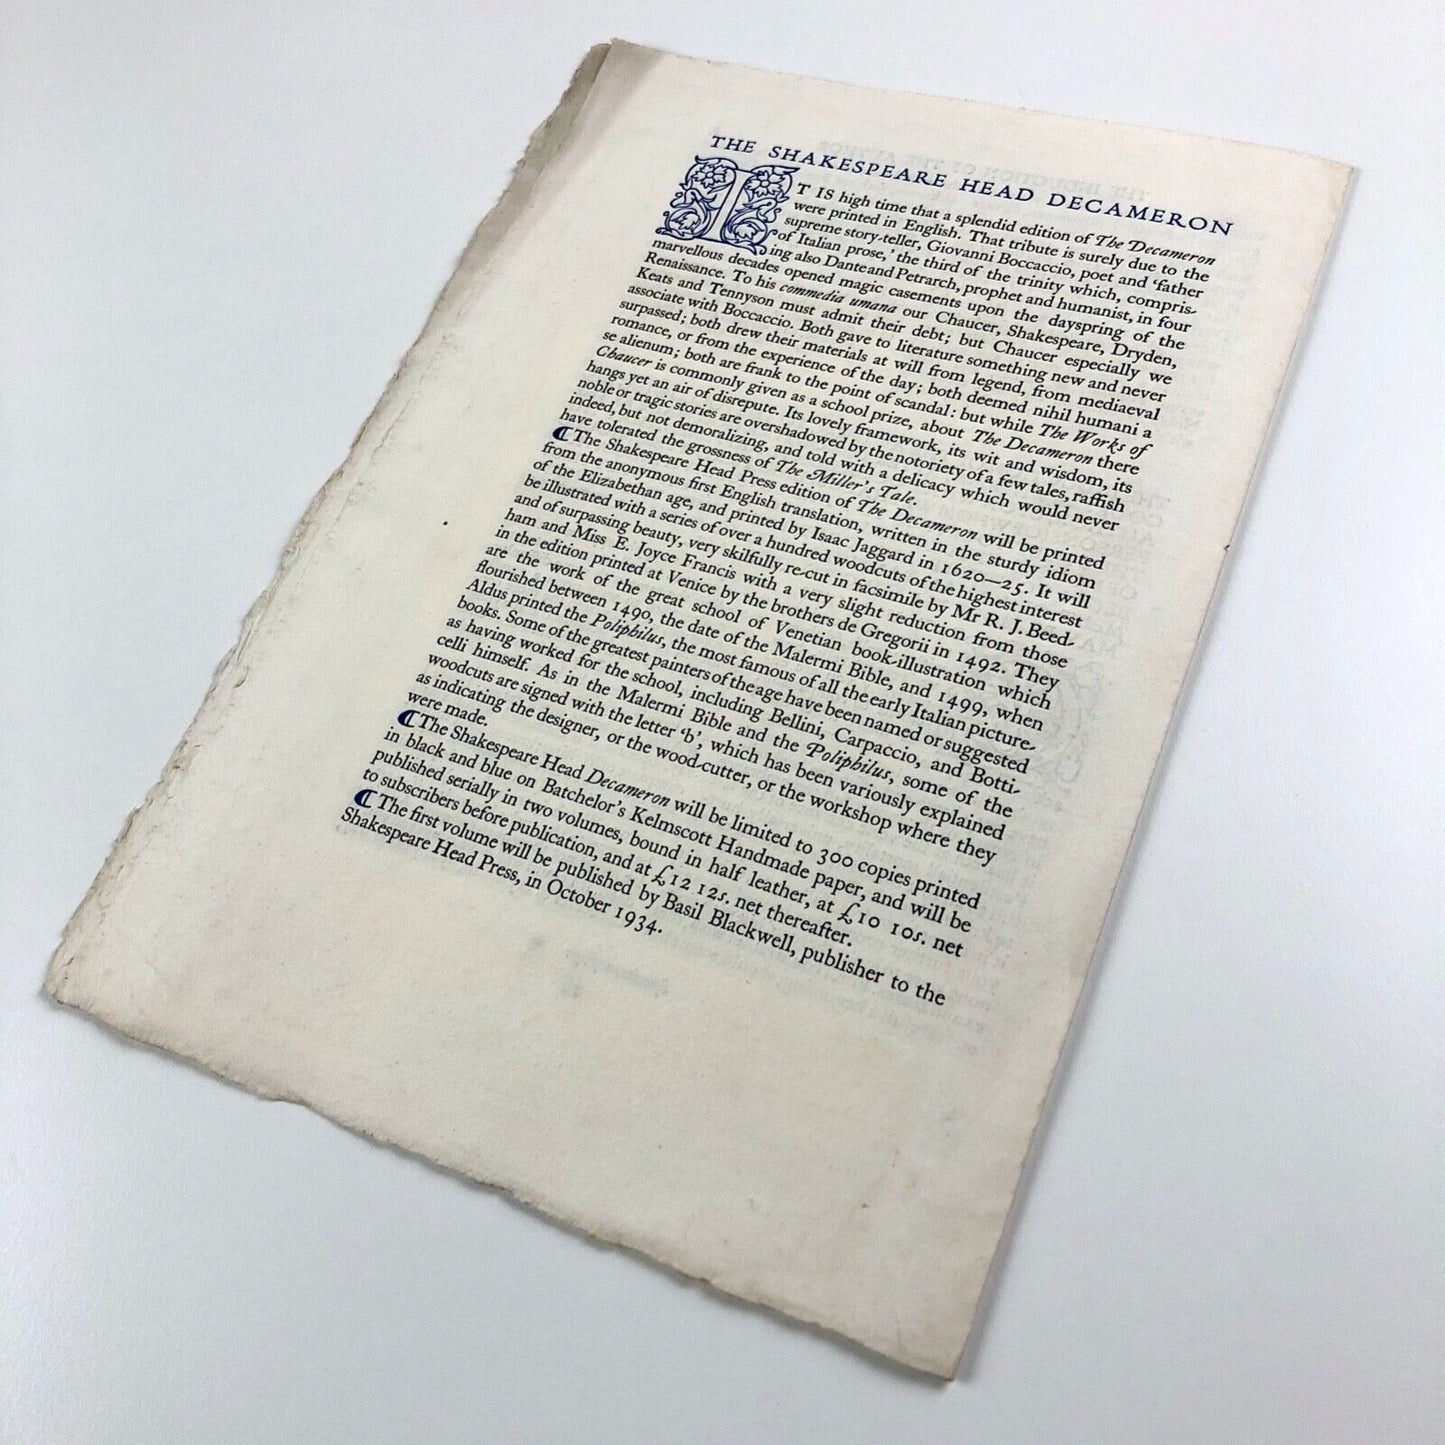 THE SHAKESPEARE HEAD DECAMERON
IT IS high time that a splendid edition of The Decameron
were printed in English. That tribute is surely due to the
supreme story-teller, Giovanni Boccaccio, poet and ‘father
of Italian prose,’ the third of the trinity which, compris-
ing also Dante and Petrarch, prophet and humanist, in four
marvellous decades opened magic casements upon the dayspring of the
Renaissance. To his commedia umana our Chaucer, Shakespeare, Dryden,
Keats and Tennyson must admit their debt; but Chaucer especially we
associate with Boccaccio. Both gave to literature something new and never
surpassed; both drew their materials at will from legend, from mediaeval
romance, or from the experience of the day; both deemed nihil humani a
se alienum; both are frank to the point of scandal: but while The Works of
Chaucer is commonly given as a school prize, about The Decameron there
hangs yet an air of disrepute. Its lovely framework, its wit and wisdom, its
noble or tragic stories are overshadowed by the notoriety of a few tales, raffish
indeed, but not demoralizing, and told with a delicacy which would never
have tolerated the grossness of The Miller's Tale.
¶The Shakespeare Head Press edition of The Decameron will be printed
from the anonymous first English translation, written in the sturdy idiom
of the Elizabethan age, and printed by Isaac Jaggard in 1620—25. It will
be illustrated with a series of over a hundred woodcuts of the highest interest
and of surpassing beauty, very skilfully re-cut in facsimile by Mr R. J. Beed-
ham and Miss E. Joyce Francis with a very slight reduction from those
in the edition printed at Venice by the brothers de Gregorii in 1492. They
are the work of the great school of Venetian book-illustration which
flourished between 1490, the date of the Malermi Bible, and 1499, when
Aldus printed the Poliphilus, the most famous of all the early Italian picture-
books. Some of the greatest painters of the age have been named or suggested
as having worked for the school, including Bellini, Carpaccio, and Botti-
celli himself. As in the Malermi Bible and the Poliphilus, some of the
woodcuts are signed with the letter ‘b’, which has been variously explained
as indicating the designer, or the wood-cutter, or the workshop where they
were made.
¶The Shakespeare Head Decameron will be limited to 300 copies printed
in black and blue on Batchelor's Kelmscott Handmade paper, and will be
published serially in two volumes, bound in half leather, at £10 10s. net
to subscribers before publication, and at £12 12s. net thereafter.
¶The first volume will be published by Basil Blackwell, publisher to the
Shakespeare Head Press, in October 1934.